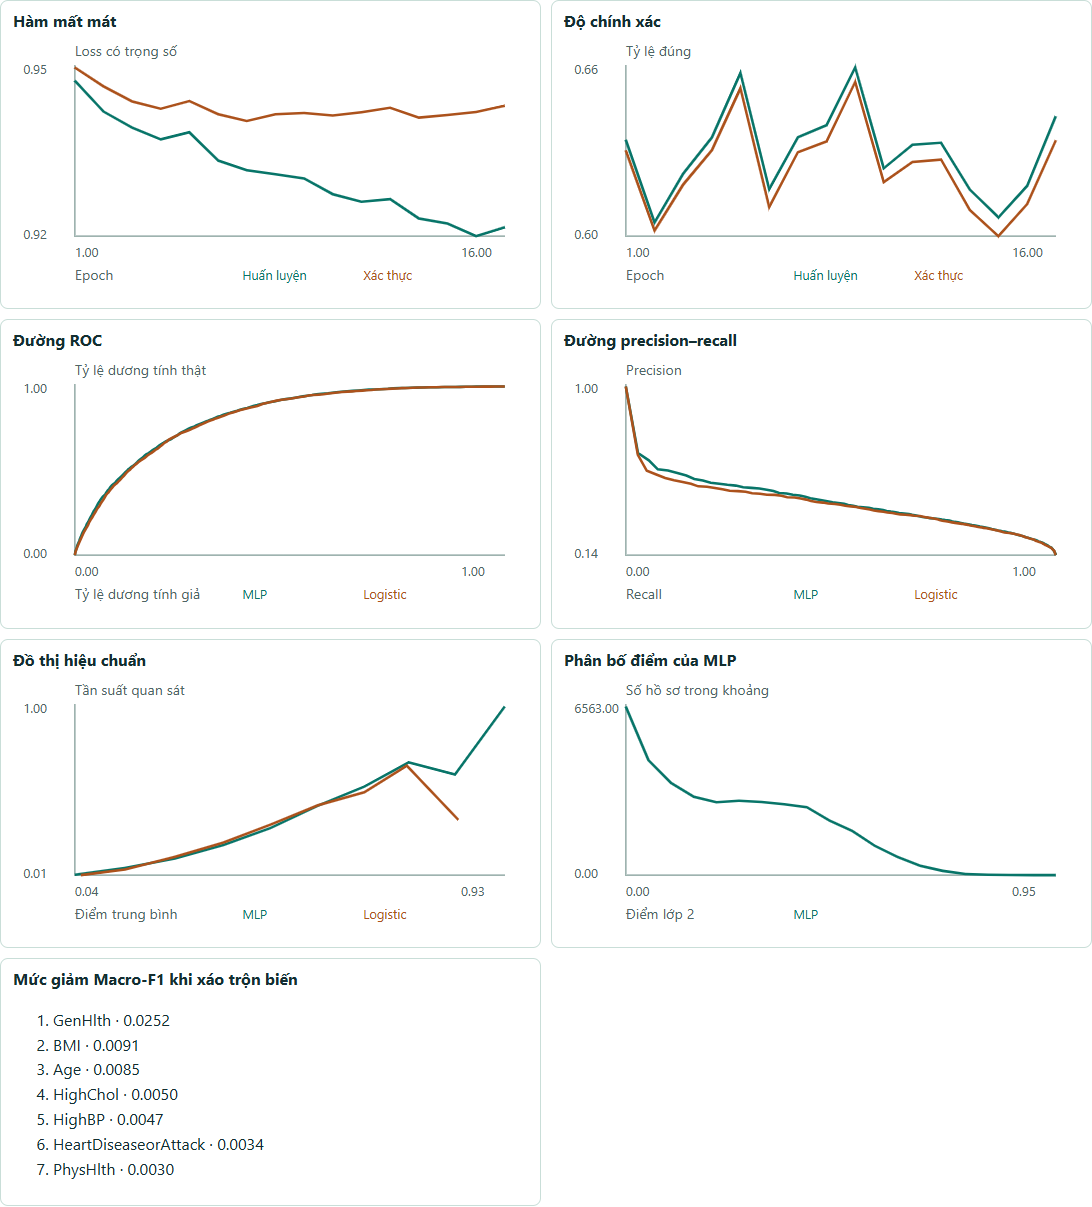 Hàm mất mát
Loss có trọng số
0.95
0.92
1.00
16.00
Epoch
Huấn luyện
Xác thực
Độ chính xác
Tỷ lệ đúng
0.66
0.60
1.00
16.00
Epoch
Huấn luyện
Xác thực
Đường ROC
Tỷ lệ dương tính thật
1.00
0.00
0.00
1.00
Tỷ lệ dương tính giả
MLP
Logistic
Đường precision–recall
Precision
1.00
0.14
0.00
1.00
Recall
MLP
Logistic
Đồ thị hiệu chuẩn
Tần suất quan sát
1.00
0.01
0.04
0.93
Điểm trung bình
MLP
Logistic
Phân bố điểm của MLP
Số hồ sơ trong khoảng
6563.00
0.00
0.00
0.95
Điểm lớp 2
MLP
Mức giảm Macro-F1 khi xáo trộn biến
1. GenHlth · 0.0252
2. BMI · 0.0091
3. Age · 0.0085
4. HighChol · 0.0050
5. HighBP · 0.0047
6. HeartDiseaseorAttack · 0.0034
7. PhysHlth · 0.0030